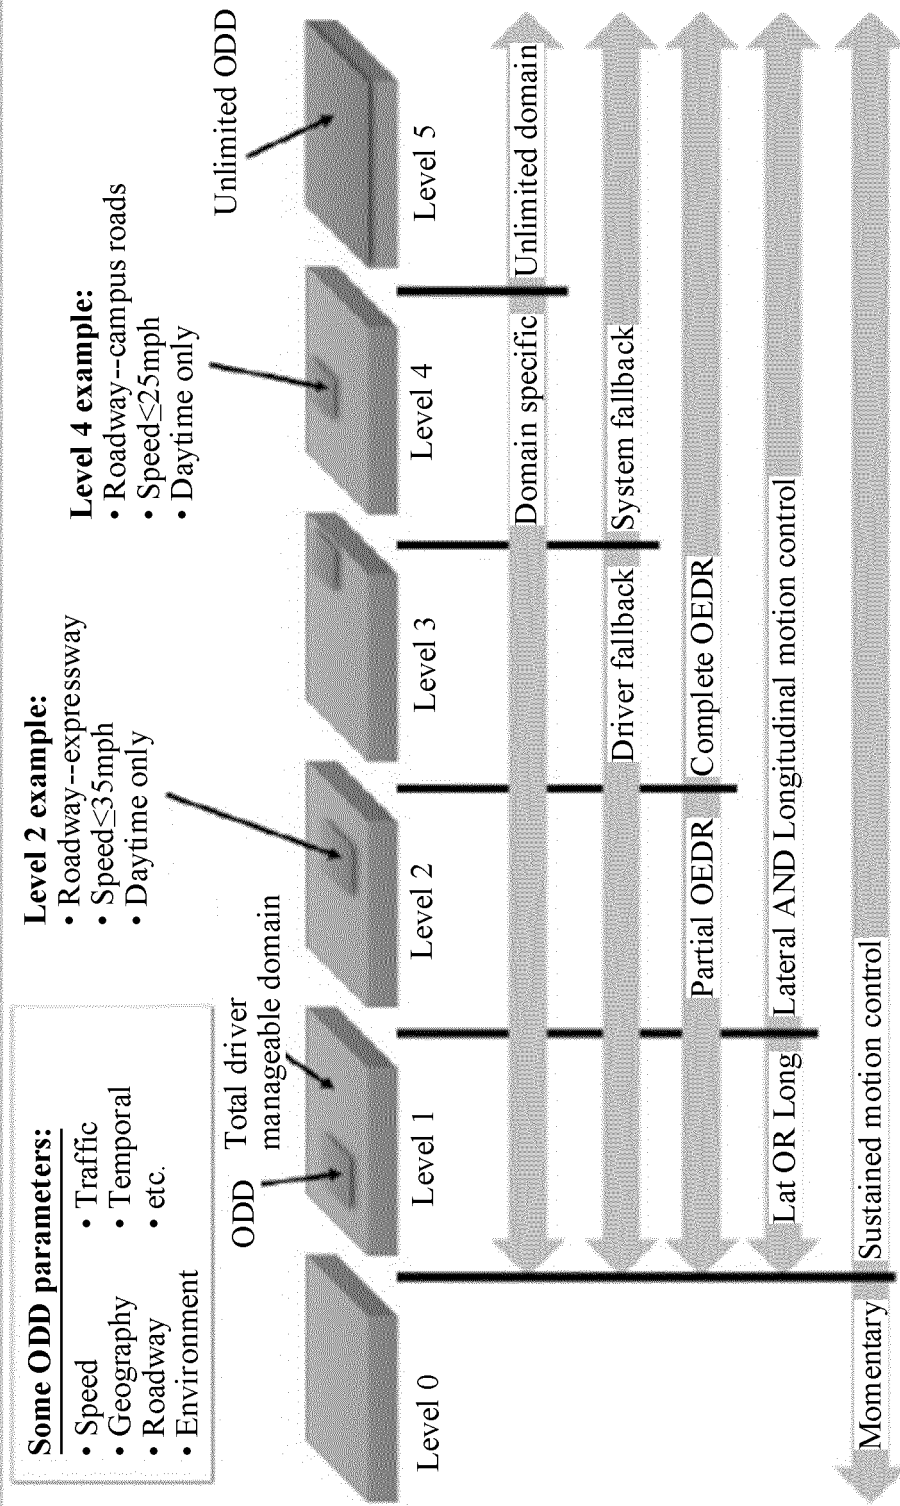 Some ODD parameters:
• Speed
• Geography
• Roadway
• Environment
• Traffic
• Temporal
• etc.
Level 2 example:
• Roadway--expressway
• Speed≤35mph
• Daytime only
Level 4 example:
• Roadway--campus roads
• Speed≤25mph
• Daytime only
ODD
Total driver
manageable domain
Unlimited ODD
Level 0
Level 1
Level 2
Level 3
Level 4
Level 5
Domain specific
Unlimited domain
Driver fallback
System fallback
Partial OEDR
Complete OEDR
Lat OR Long
Lateral AND Longitudinal motion control
Momentary
Sustained motion control